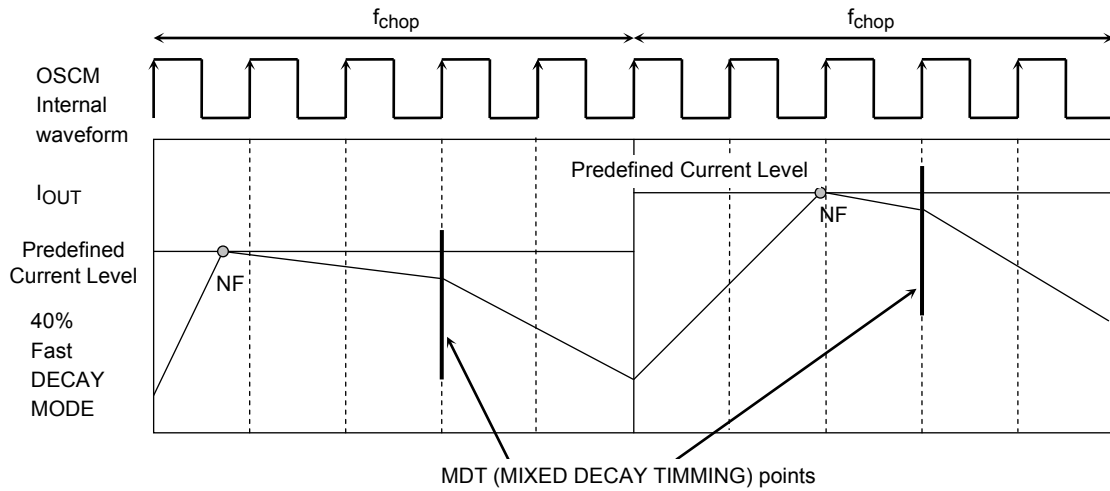 fchop
fchop
OSCM
Internal
waveform
Predefined Current Level
IOUT
NF
Predefined
Current Level
NF
40%
Fast
DECAY
MODE
MDT (MIXED DECAY TIMMING) points